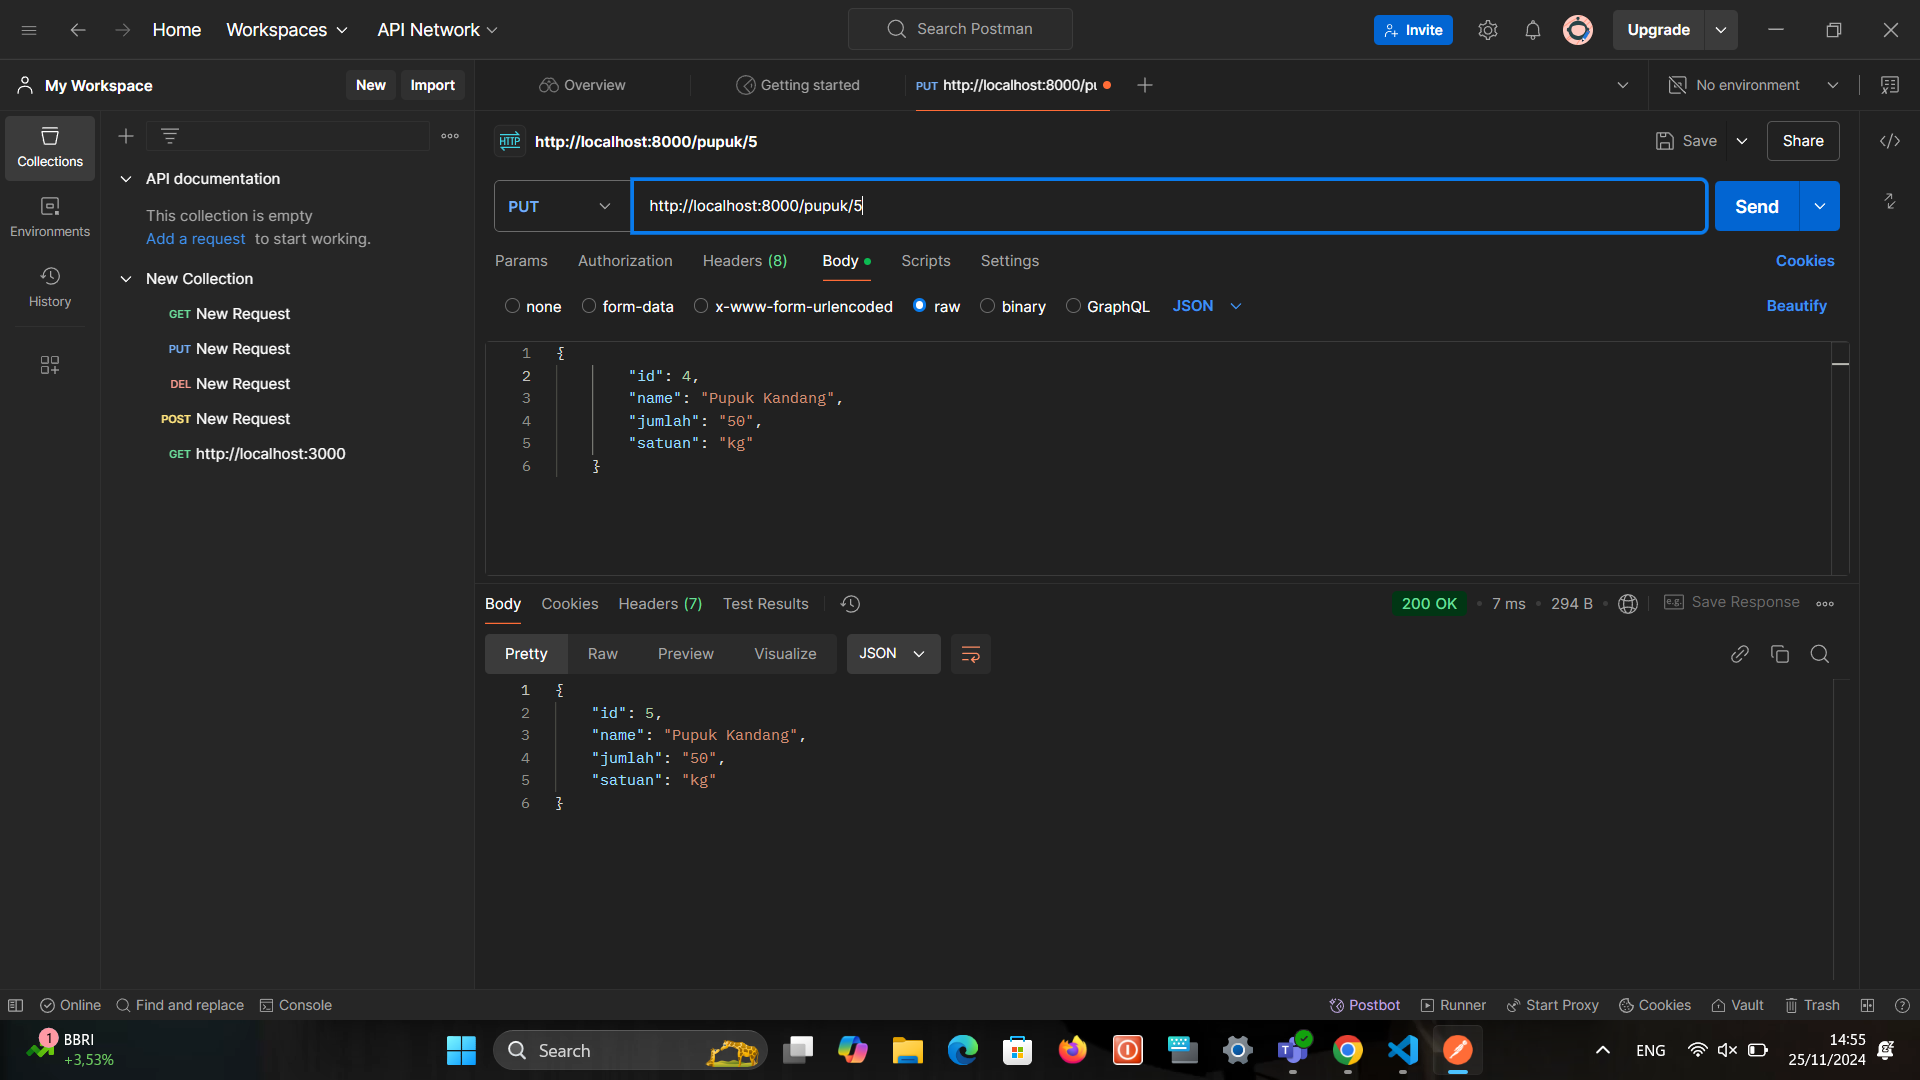 Home Workspaces API Network Search Postman Invite Upgrade
My Workspace New Import Overview Getting started PUT http://localhost:8000/pu No environment
Collections
Environments
History
API documentation
This collection is empty
Add a request to start working.
New Collection
GET New Request
PUT New Request
DEL New Request
POST New Request
GET http://localhost:3000
HTTP http://localhost:8000/pupuk/5 Save Share
PUT http://localhost:8000/pupuk/5 Send
Params Authorization Headers (8) Body Scripts Settings Cookies
none form-data x-www-form-urlencoded raw binary GraphQL JSON Beautify
1 {
2 "id": 4,
3 "name": "Pupuk Kandang",
4 "jumlah": "50",
5 "satuan": "kg"
6 }
Body Cookies Headers (7) Test Results 200 OK • 7 ms • 294 B • e.g. Save Response
Pretty Raw Preview Visualize JSON
1 {
2 "id": 5,
3 "name": "Pupuk Kandang",
4 "jumlah": "50",
5 "satuan": "kg"
6 }
Online Find and replace Console Postbot Runner Start Proxy Cookies Vault Trash
1 BBRI
+3,53%
Search
ENG
14:55
25/11/2024